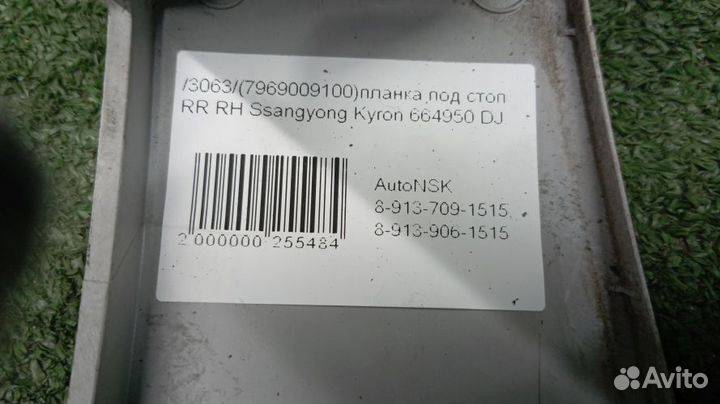 /3063/(7969009100)планка под стоп
RR RH Ssangyong Kyron 664950 DJ
AutoNSK
8-913-709-1515,
8-913-906-1515
2 000000 255484
Avito